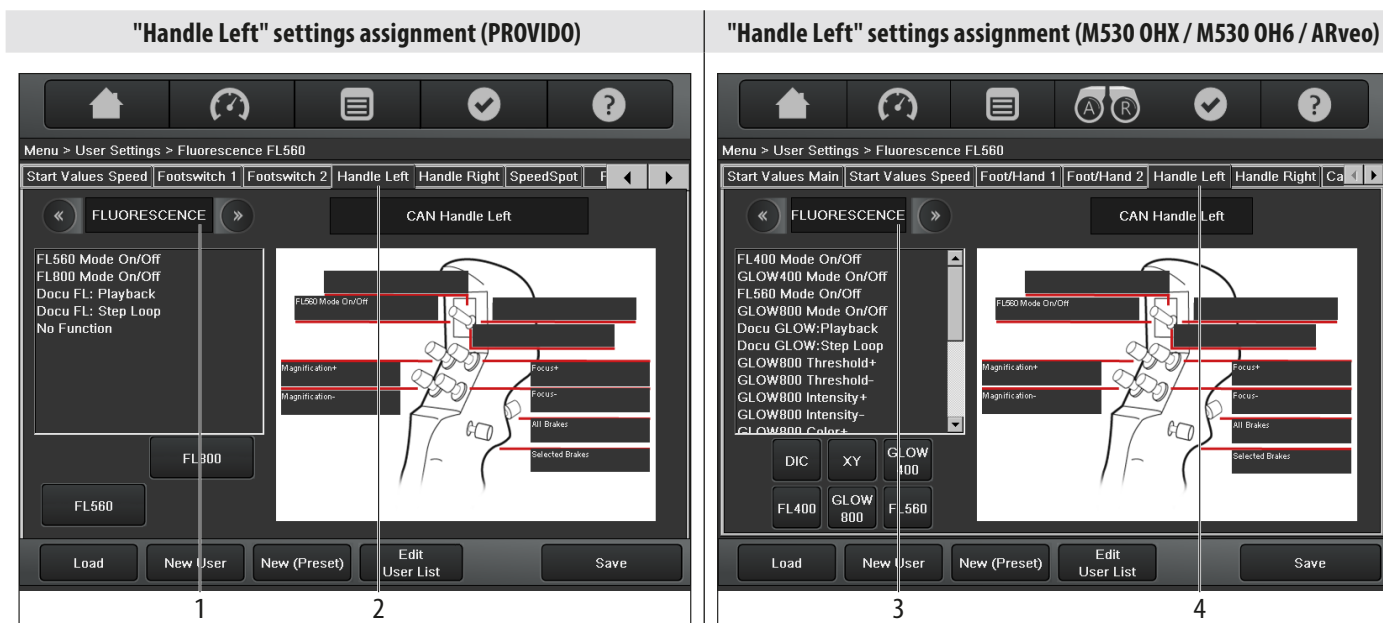 "Handle Left" settings assignment (PROVIDO)
Menu > User Settings > Fluorescence FL560
Start Values Speed Footswitch 1 Footswitch 2 Handle Left Handle Right SpeedSpot
« FLUORESCENCE »
CAN Handle Left
FL560 Mode On/Off
FL800 Mode On/Off
Docu FL: Playback
Docu FL: Step Loop
No Function
FL560 Mode On/Off
Magnification+
Magnification-
Focus+
Focus-
All Brakes
Selected Brakes
FL800
FL560
Load
New User
New (Preset)
Edit
User List
Save
1
2
"Handle Left" settings assignment (M530 OHX / M530 OH6 / ARveo)
A R
?
Menu > User Settings > Fluorescence FL560
Start Values Main Start Values Speed Foot/Hand 1 Foot/Hand 2 Handle Left Handle Right Ca
« FLUORESCENCE »
CAN Handle Left
FL400 Mode On/Off
GLOW400 Mode On/Off
FL560 Mode On/Off
GLOW800 Mode On/Off
Docu GLOW:Playback
Docu GLOW:Step Loop
GLOW800 Threshold+
GLOW800 Threshold-
GLOW800 Intensity+
GLOW800 Intensity-
GLOW800 Color+
FL560 Mode On/Off
Magnification+
Magnification-
Focus+
Focus-
All Brakes
Selected Brakes
DIC
XY
GLOW
400
FL400
GLOW
800
FL560
Load
New User
New (Preset)
Edit
User List
Save
3
4